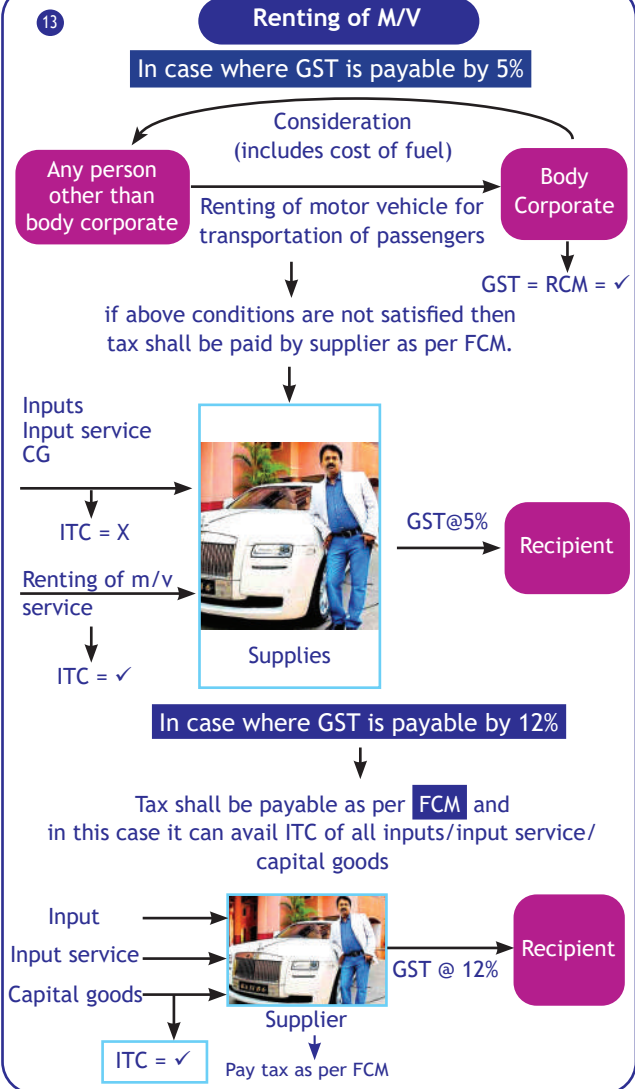 13
Renting of M/V
In case where GST is payable by 5%
Consideration
(includes cost of fuel)
Any person
other than
body corporate
Renting of motor vehicle for
transportation of passengers
Body
Corporate
GST = RCM = ✓
if above conditions are not satisfied then
tax shall be paid by supplier as per FCM.
Inputs
Input service
CG
ITC = X
Renting of m/v
service
ITC = ✓
Supplies
GST@5%
Recipient
In case where GST is payable by 12%
Tax shall be payable as per FCM and
in this case it can avail ITC of all inputs/input service/
capital goods
Input
Input service
Capital goods
ITC = ✓
Supplier
Pay tax as per FCM
GST @ 12%
Recipient